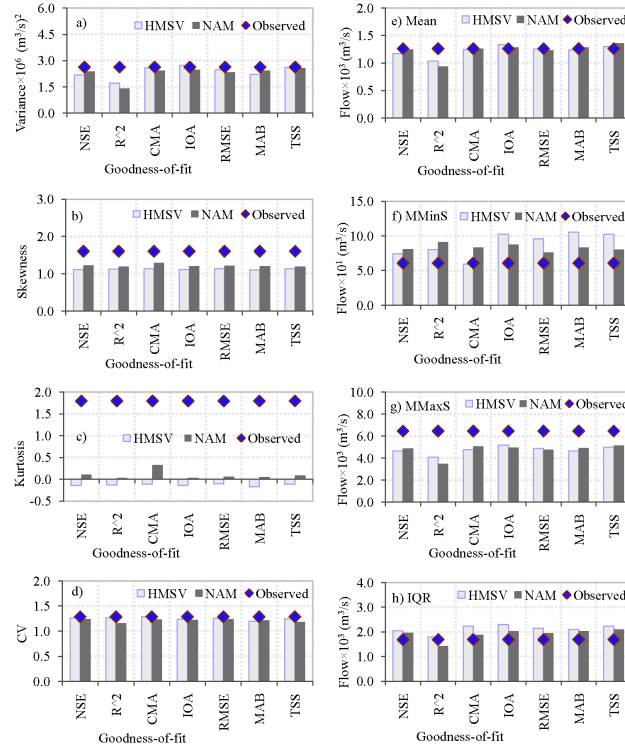 a) HMSV NAM Observed
Variance×10⁶ (m³/s)²
6.0
4.5
3.0
1.5
0.0
NSE
R^2
CMA
IOA
RMSE
MAB
TSS
Goodness-of-fit
e) Mean
HMSV NAM Observed
Flow×10³ (m³/s)
2.0
1.5
1.0
0.5
0.0
NSE
R^2
CMA
IOA
RMSE
MAB
TSS
Goodness-of-fit
b) HMSV NAM Observed
Skewness
3.0
2.0
1.0
0.0
NSE
R^2
CMA
IOA
RMSE
MAB
TSS
Goodness-of-fit
f) MMinS
HMSV NAM Observed
Flow×10¹ (m³/s)
15.0
10.0
5.0
0.0
NSE
R^2
CMA
IOA
RMSE
MAB
TSS
Goodness-of-fit
c) HMSV NAM Observed
Kurtosis
2.0
1.5
1.0
0.5
0.0
-0.5
NSE
R^2
CMA
IOA
RMSE
MAB
TSS
Goodness-of-fit
g) MMaxS
HMSV NAM Observed
Flow×10³ (m³/s)
10.0
8.0
6.0
4.0
2.0
0.0
NSE
R^2
CMA
IOA
RMSE
MAB
TSS
Goodness-of-fit
d) HMSV NAM Observed
CV
2.0
1.5
1.0
0.5
0.0
NSE
R^2
CMA
IOA
RMSE
MAB
TSS
Goodness-of-fit
h) IQR
HMSV NAM Observed
Flow×10³ (m³/s)
4.0
3.0
2.0
1.0
0.0
NSE
R^2
CMA
IOA
RMSE
MAB
TSS
Goodness-of-fit